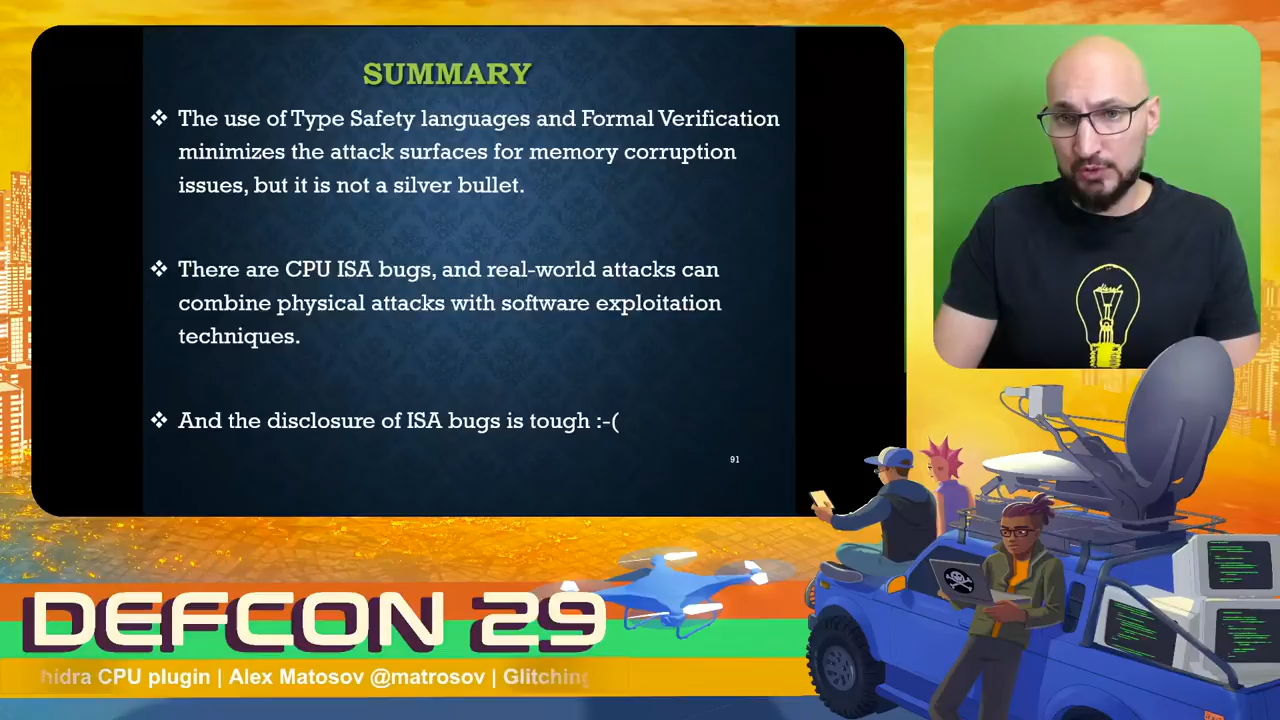 SUMMARY
❖ The use of Type Safety languages and Formal Verification
minimizes the attack surfaces for memory corruption
issues, but it is not a silver bullet.
❖ There are CPU ISA bugs, and real-world attacks can
combine physical attacks with software exploitation
techniques.
❖ And the disclosure of ISA bugs is tough :-(
91
DEFCON 29
hidra CPU plugin | Alex Matosov @matrosov | Glitching